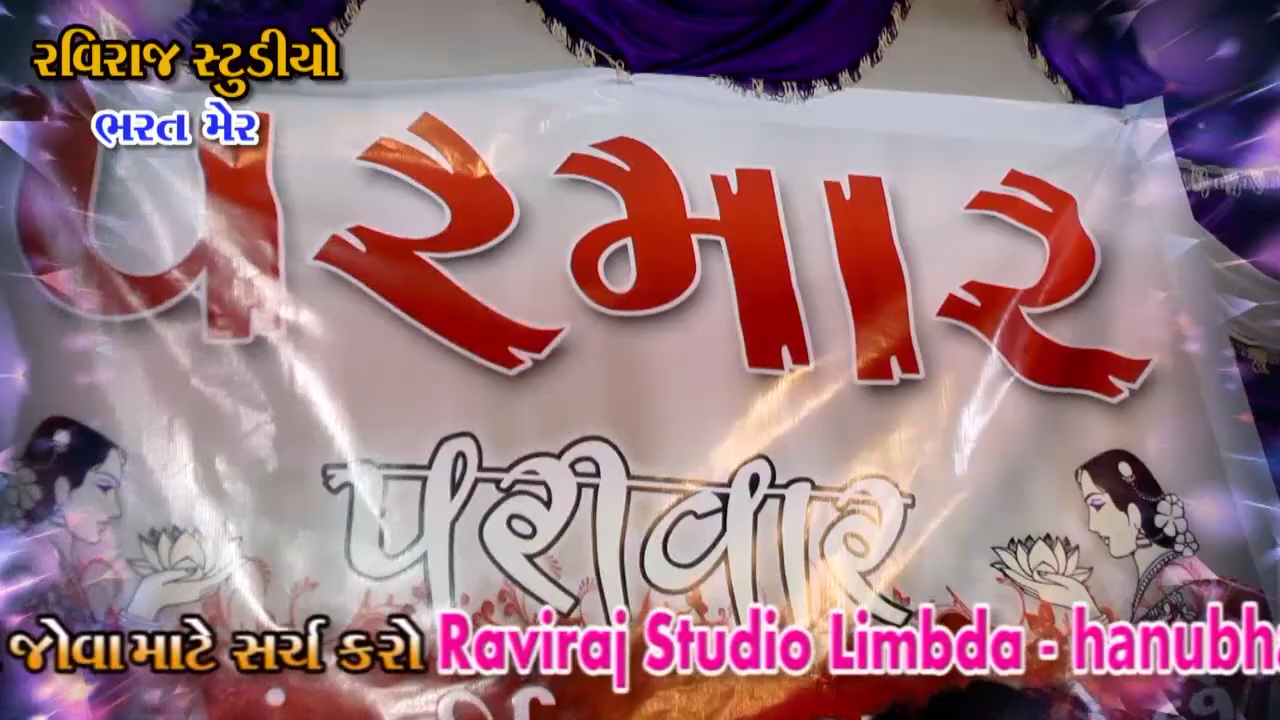 રવિરાજ સ્ટુડીયો
ભરત મેર
પરમાર
પરીવાર
જોવા માટે સર્ચ કરો Raviraj Studio Limbda - hanubha